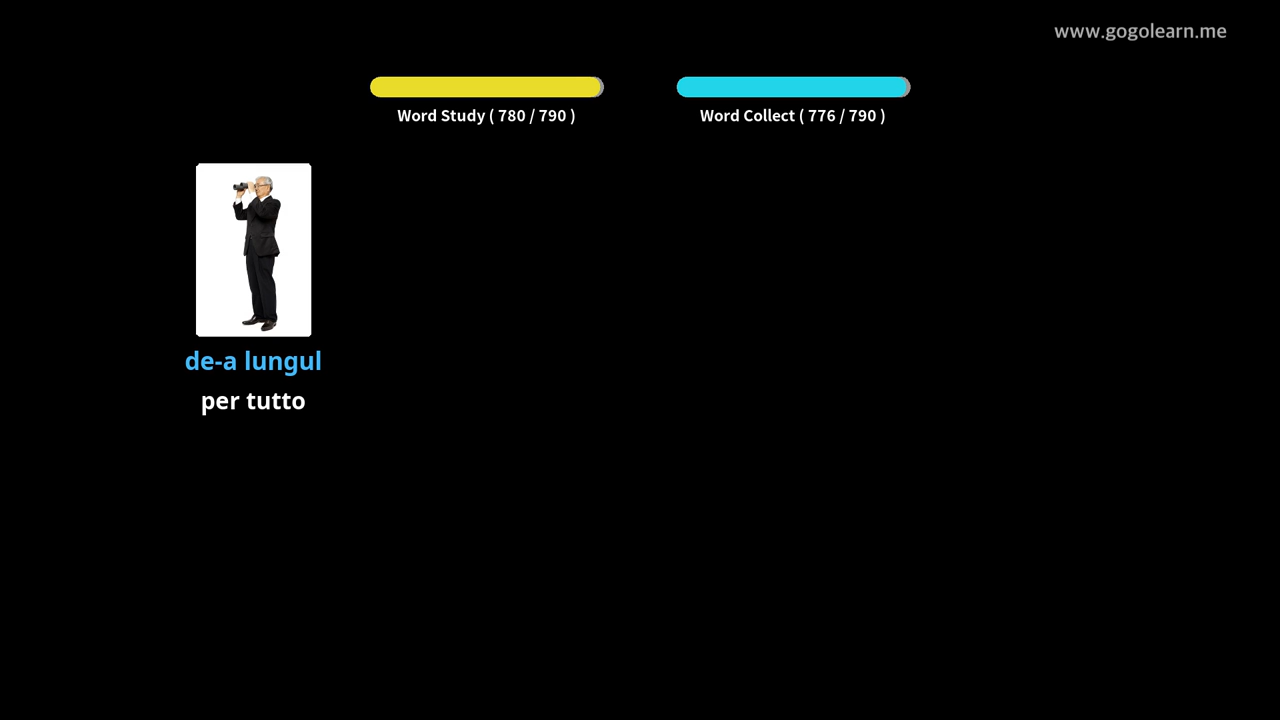 www.gogolearn.me
Word Study ( 780 / 790 )
Word Collect ( 776 / 790 )
de-a lungul
per tutto